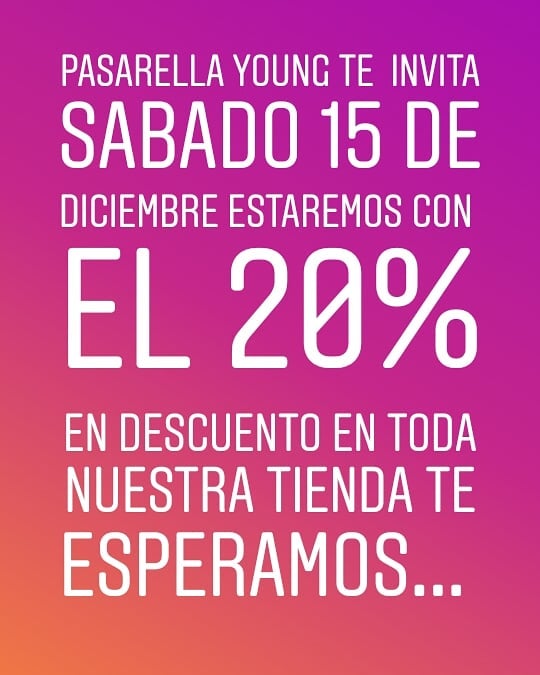 PASARELLA YOUNG TE INVITA
SABADO 15 DE
DICIEMBRE ESTAREMOS CON
EL 20%
EN DESCUENTO EN TODA
NUESTRA TIENDA TE
ESPERAMOS...